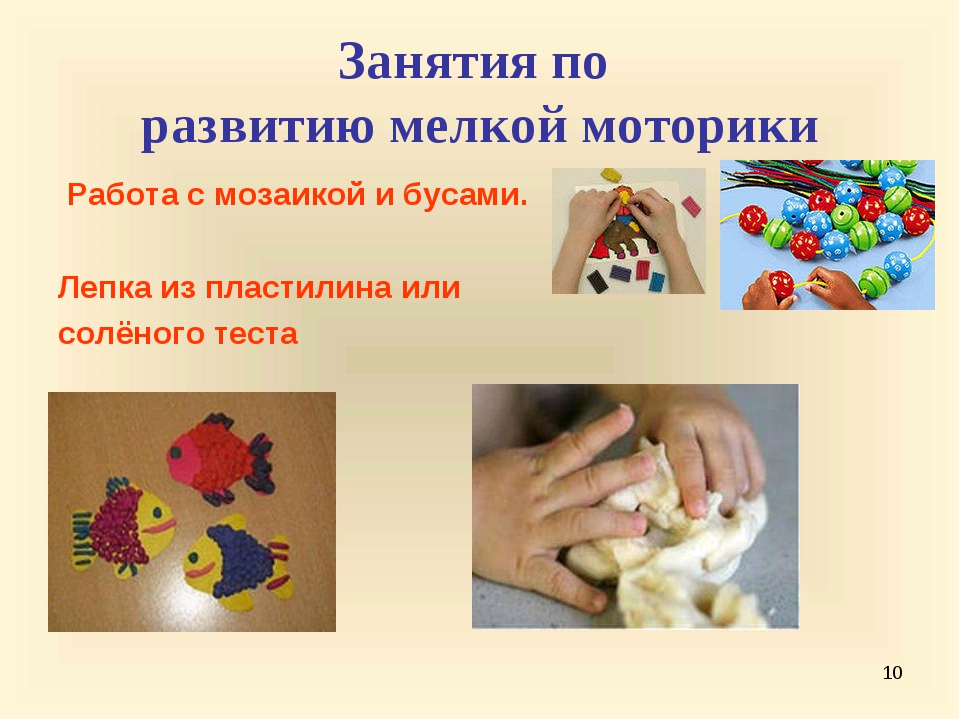 Занятия по
развитию мелкой моторики
Работа с мозаикой и бусами.
Лепка из пластилина или
солёного теста
10